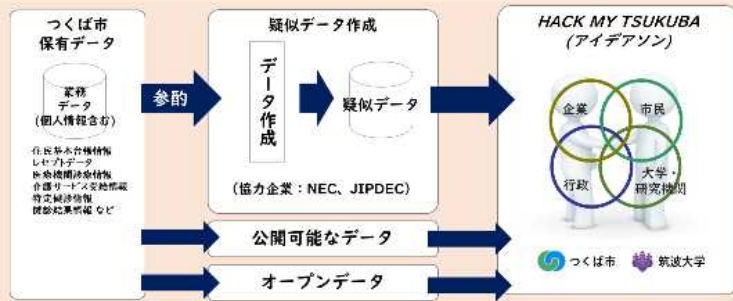 つくば市
保有データ
業務
データ
(個人情報含む)
住民基本台帳情報
レセプトデータ
医療機関診療情報
介護サービス受給情報
特定健診情報
健診結果情報 など
参酌
疑似データ作成
データ作成
疑似データ
(協力企業：NEC、JIPDEC)
公開可能なデータ
オープンデータ
HACK MY TSUKUBA
(アイデアソン)
企業
市民
行政
大学・
研究機関
つくば市
筑波大学